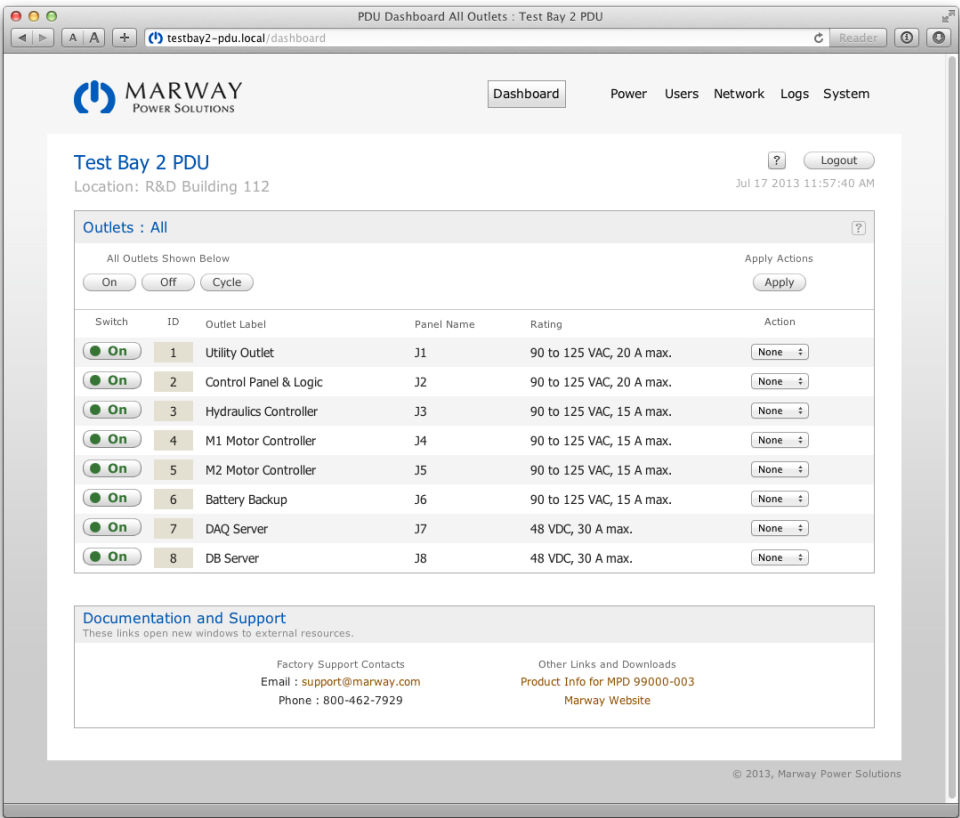 PDU Dashboard All Outlets : Test Bay 2 PDU
A A + testbay2-pdu.local/dashboard Reader
MARWAY
POWER SOLUTIONS
Dashboard Power Users Network Logs System
Test Bay 2 PDU ? Logout
Location: R&D Building 112 Jul 17 2013 11:57:40 AM
Outlets : All ?
All Outlets Shown Below Apply Actions
On Off Cycle Apply
Switch ID Outlet Label Panel Name Rating Action
On 1 Utility Outlet J1 90 to 125 VAC, 20 A max. None
On 2 Control Panel & Logic J2 90 to 125 VAC, 20 A max. None
On 3 Hydraulics Controller J3 90 to 125 VAC, 15 A max. None
On 4 M1 Motor Controller J4 90 to 125 VAC, 15 A max. None
On 5 M2 Motor Controller J5 90 to 125 VAC, 15 A max. None
On 6 Battery Backup J6 90 to 125 VAC, 15 A max. None
On 7 DAQ Server J7 48 VDC, 30 A max. None
On 8 DB Server J8 48 VDC, 30 A max. None
Documentation and Support
These links open new windows to external resources.
Factory Support Contacts Other Links and Downloads
Email : support@marway.com Product Info for MPD 99000-003
Phone : 800-462-7929 Marway Website
© 2013, Marway Power Solutions